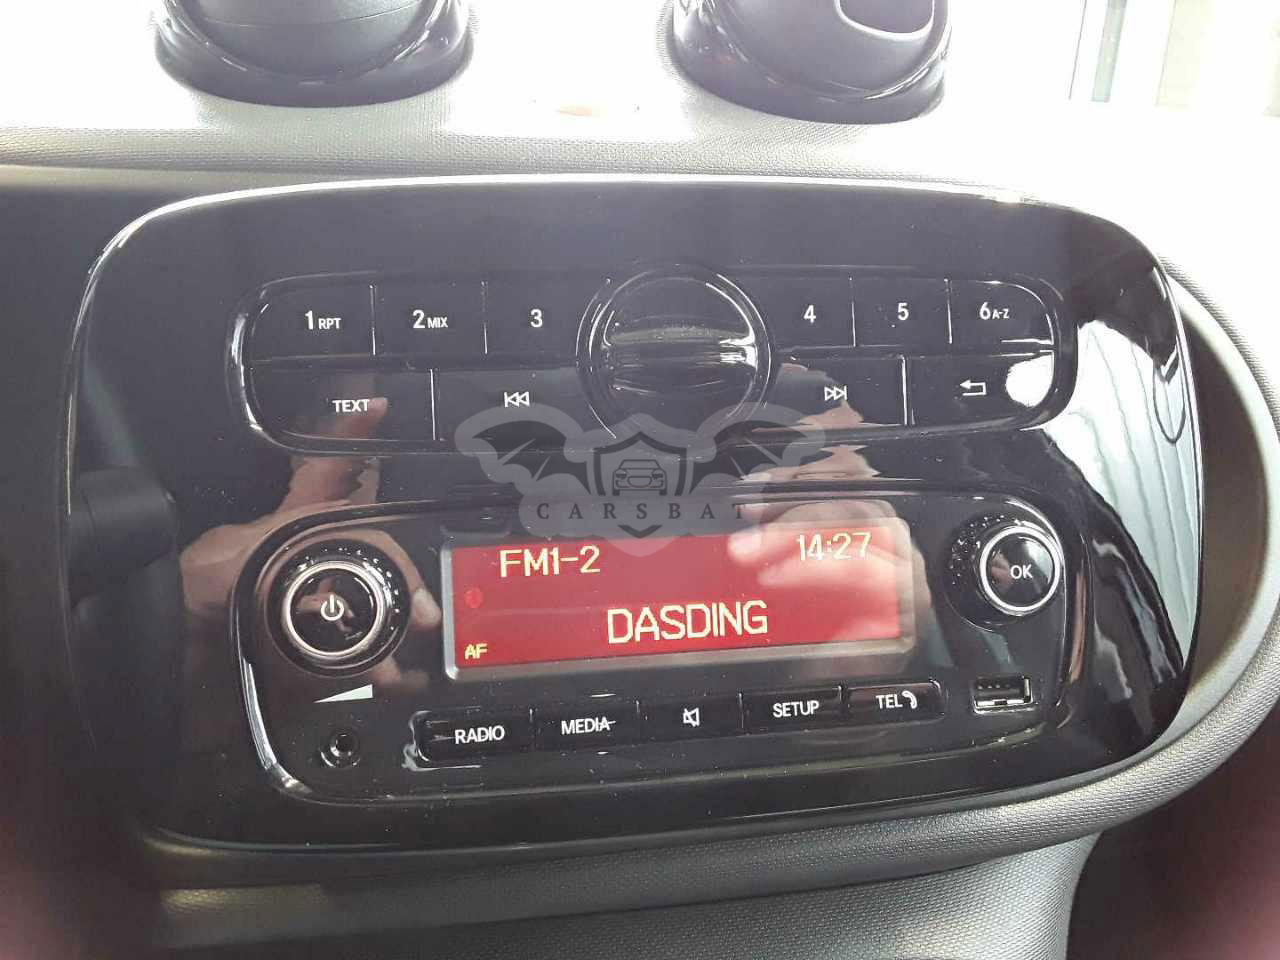 1 RPT 2 MIX 3 4 5 6 A-Z
TEXT
CARSBAT
FM1-2 14:27
DASDING
AF
OK
RADIO MEDIA SETUP TEL